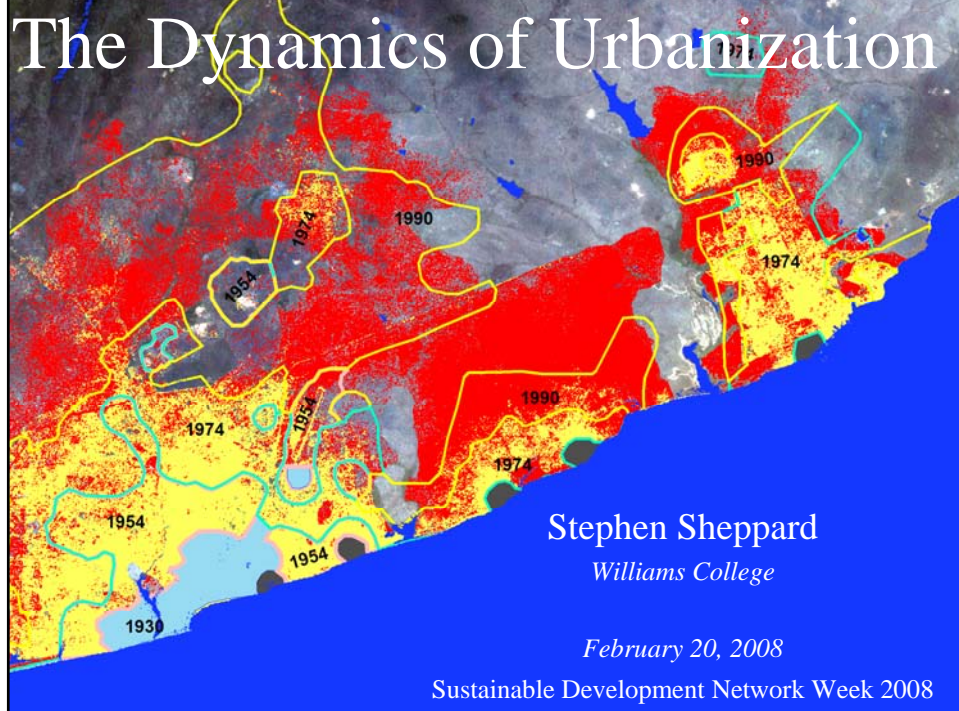 The Dynamics of Urbanization
1974
1990
1990
1974
1954
1974
1990
1954
1974
1974
1954
1954
1930
Stephen Sheppard
Williams College
February 20, 2008
Sustainable Development Network Week 2008